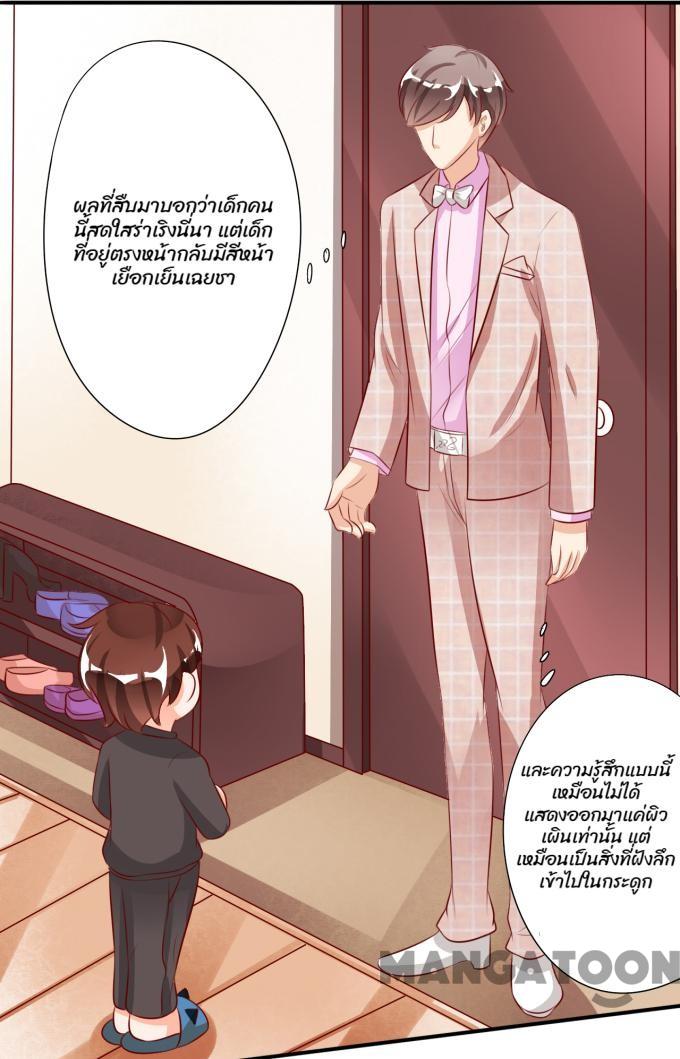 ผลที่สืบมาบอกว่าเด็กคน
นี้สดใสร่าเริงนี่นา แต่เด็ก
ที่อยู่ตรงหน้ากลับมีสีหน้า
เยือกเย็นเฉยชา
และความรู้สึกแบบนี้
เหมือนไม่ได้
แสดงออกมาแค่ผิว
เผินเท่านั้น แต่
เหมือนเป็นสิ่งที่ฝังลึก
เข้าไปในกระดูก
MANGATOON